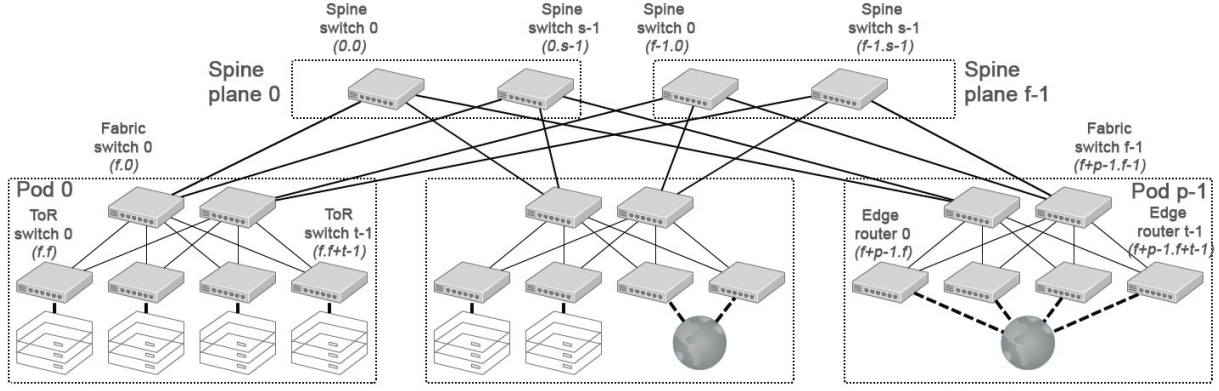 Spine
switch 0
(0.0)
Spine
switch s-1
(0.s-1)
Spine
switch 0
(f-1.0)
Spine
switch s-1
(f-1.s-1)
Spine
plane 0
Spine
plane f-1
Fabric
switch 0
(f.0)
Fabric
switch f-1
(f+p-1.f-1)
Pod 0
ToR
switch 0
(f.f)
ToR
switch t-1
(f.f+t-1)
Pod p-1
Edge
router 0
(f+p-1.f)
Edge
router t-1
(f+p-1.f+t-1)